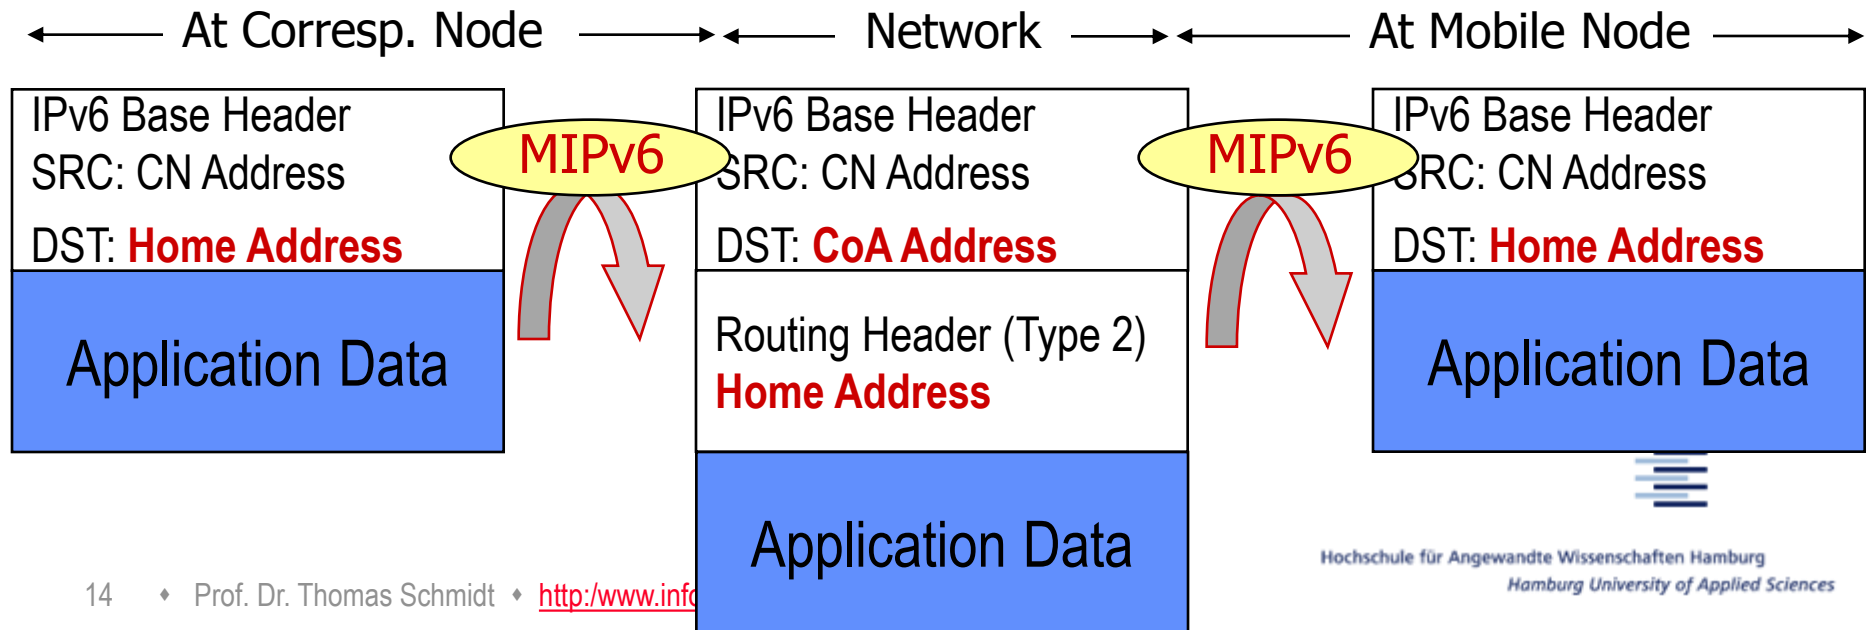 At Corresp. Node
Network
At Mobile Node
IPv6 Base Header
SRC: CN Address
DST: Home Address
Application Data
MIPv6
IPv6 Base Header
SRC: CN Address
DST: CoA Address
Routing Header (Type 2)
Home Address
Application Data
MIPv6
IPv6 Base Header
SRC: CN Address
DST: Home Address
Application Data
14 • Prof. Dr. Thomas Schmidt • http:/www.info
Hochschule für Angewandte Wissenschaften Hamburg
Hamburg University of Applied Sciences